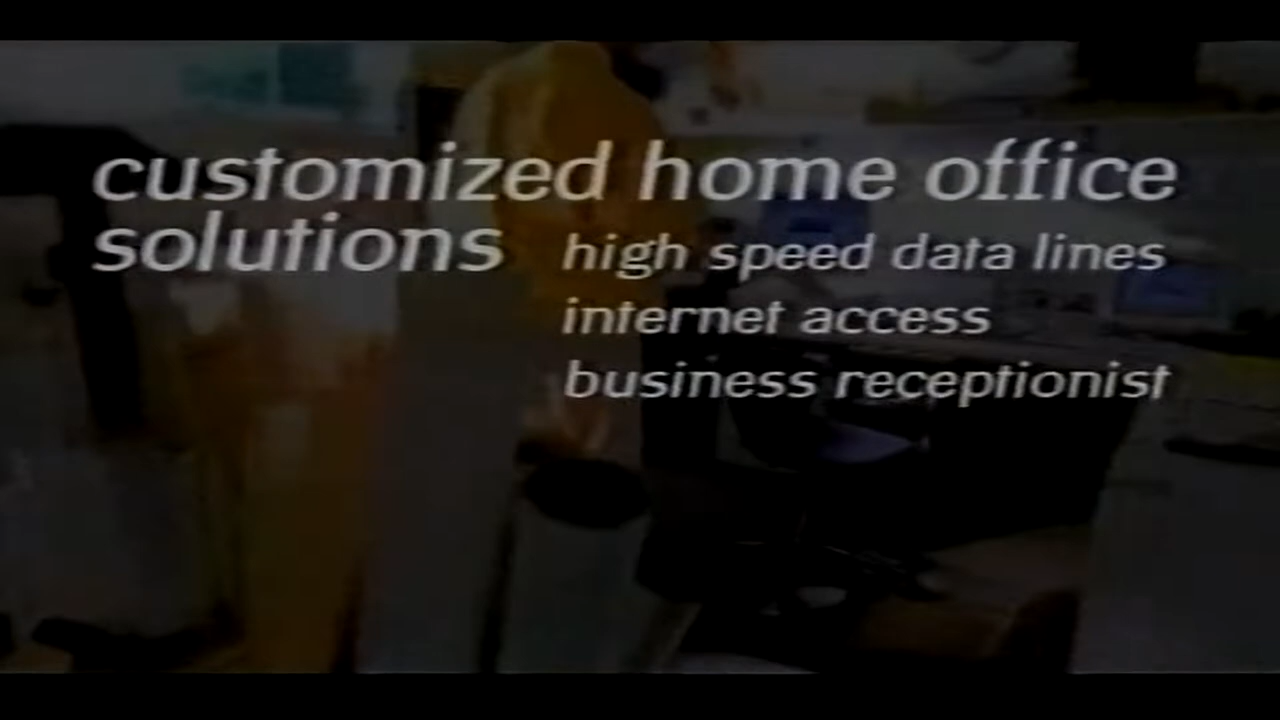 customized home office
solutions
high speed data lines
internet access
business receptionist